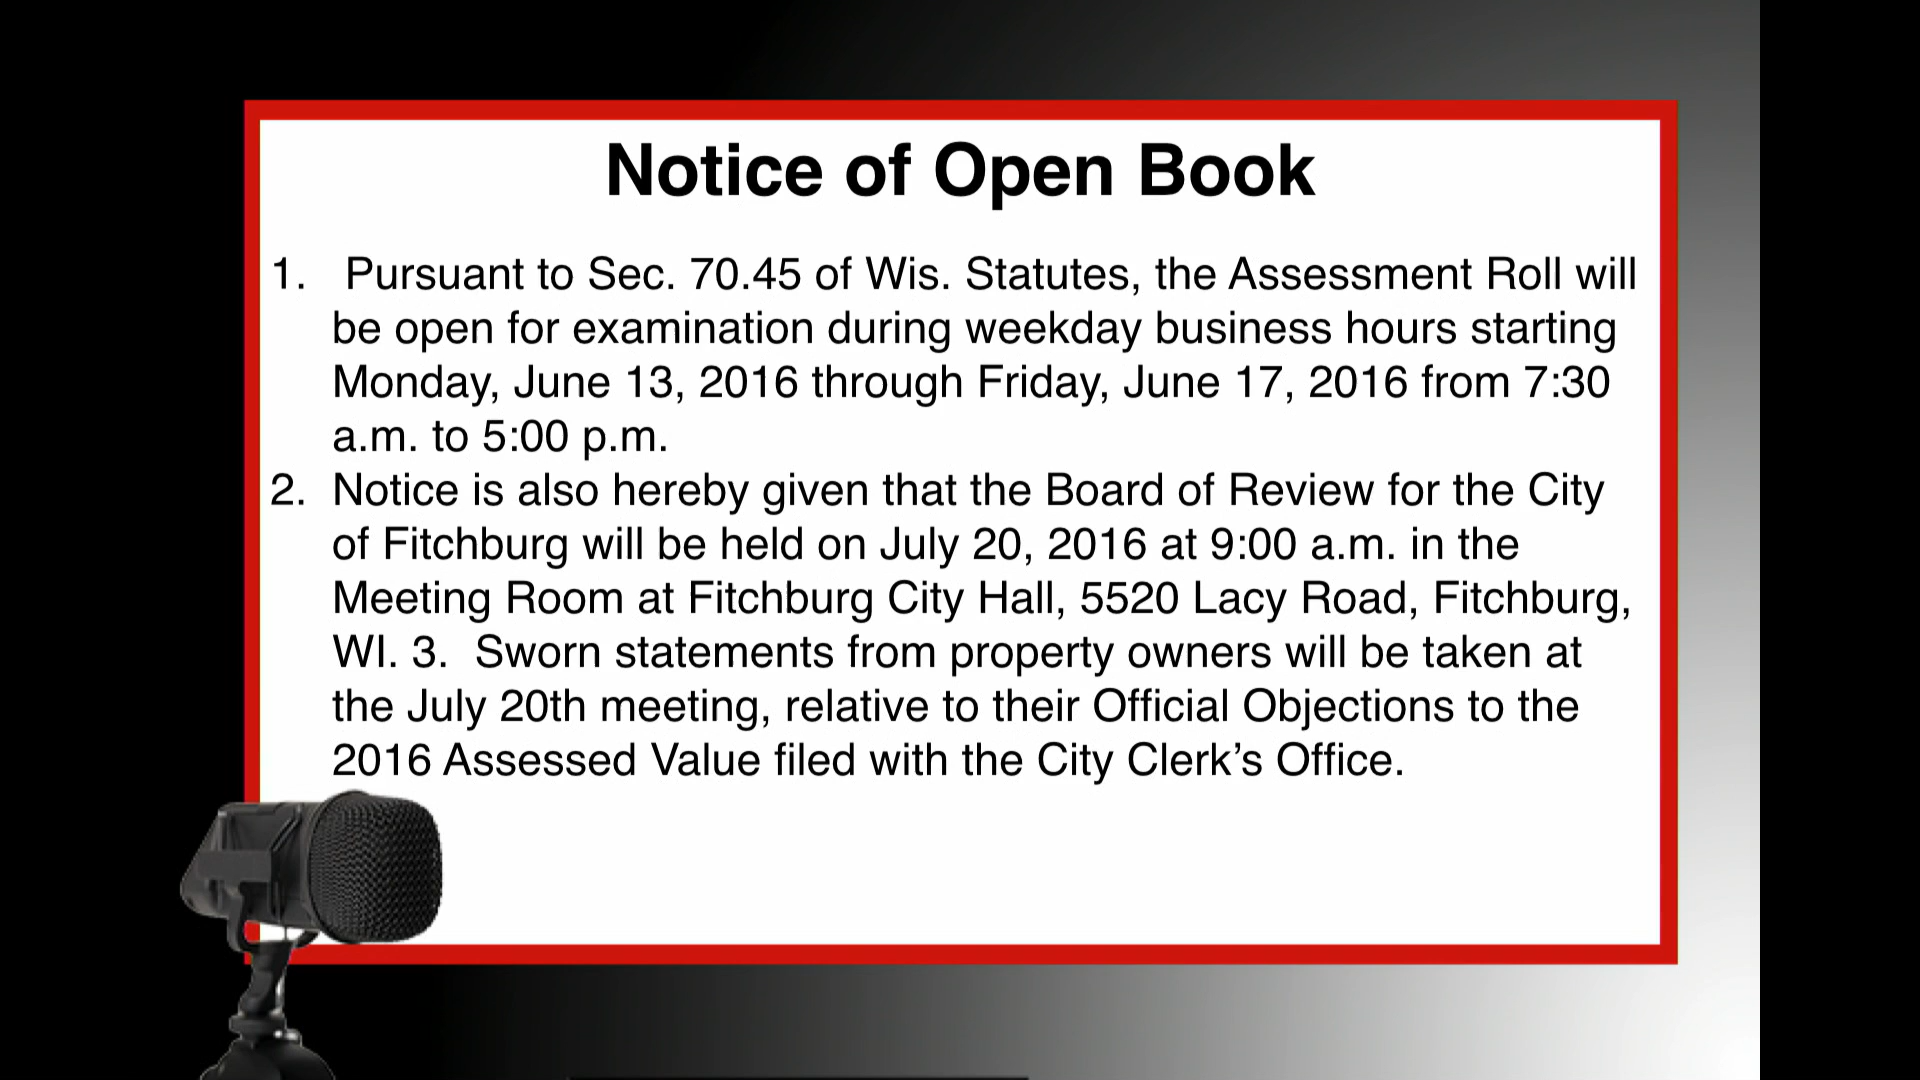 Notice of Open Book
1. Pursuant to Sec. 70.45 of Wis. Statutes, the Assessment Roll will
be open for examination during weekday business hours starting
Monday, June 13, 2016 through Friday, June 17, 2016 from 7:30
a.m. to 5:00 p.m.
2. Notice is also hereby given that the Board of Review for the City
of Fitchburg will be held on July 20, 2016 at 9:00 a.m. in the
Meeting Room at Fitchburg City Hall, 5520 Lacy Road, Fitchburg,
WI. 3. Sworn statements from property owners will be taken at
the July 20th meeting, relative to their Official Objections to the
2016 Assessed Value filed with the City Clerk’s Office.